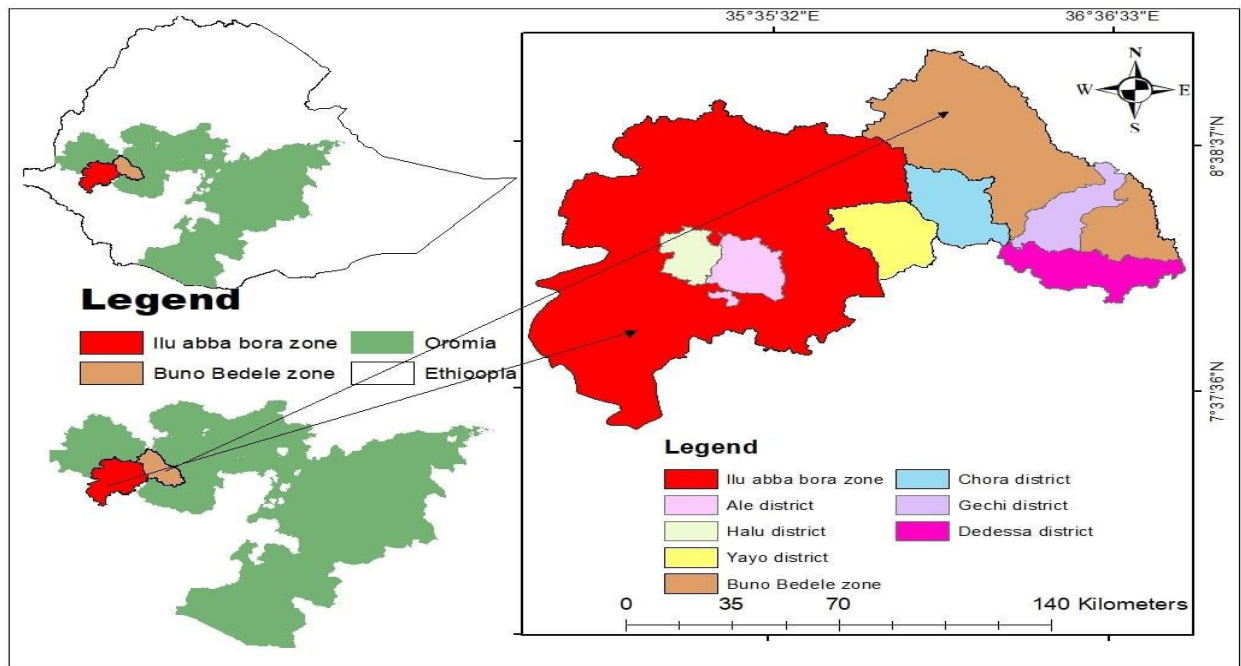 35°35'32"E 36°36'33"E
N
W E
S
8°38'37"N
7°37'36"N
Legend
Ilu abba bora zone Oromia
Buno Bedele zone Ethioopia
Legend
Ilu abba bora zone Chora district
Ale district Gechi district
Halu district Dedessa district
Yayo district
Buno Bedele zone
0 35 70 140 Kilometers